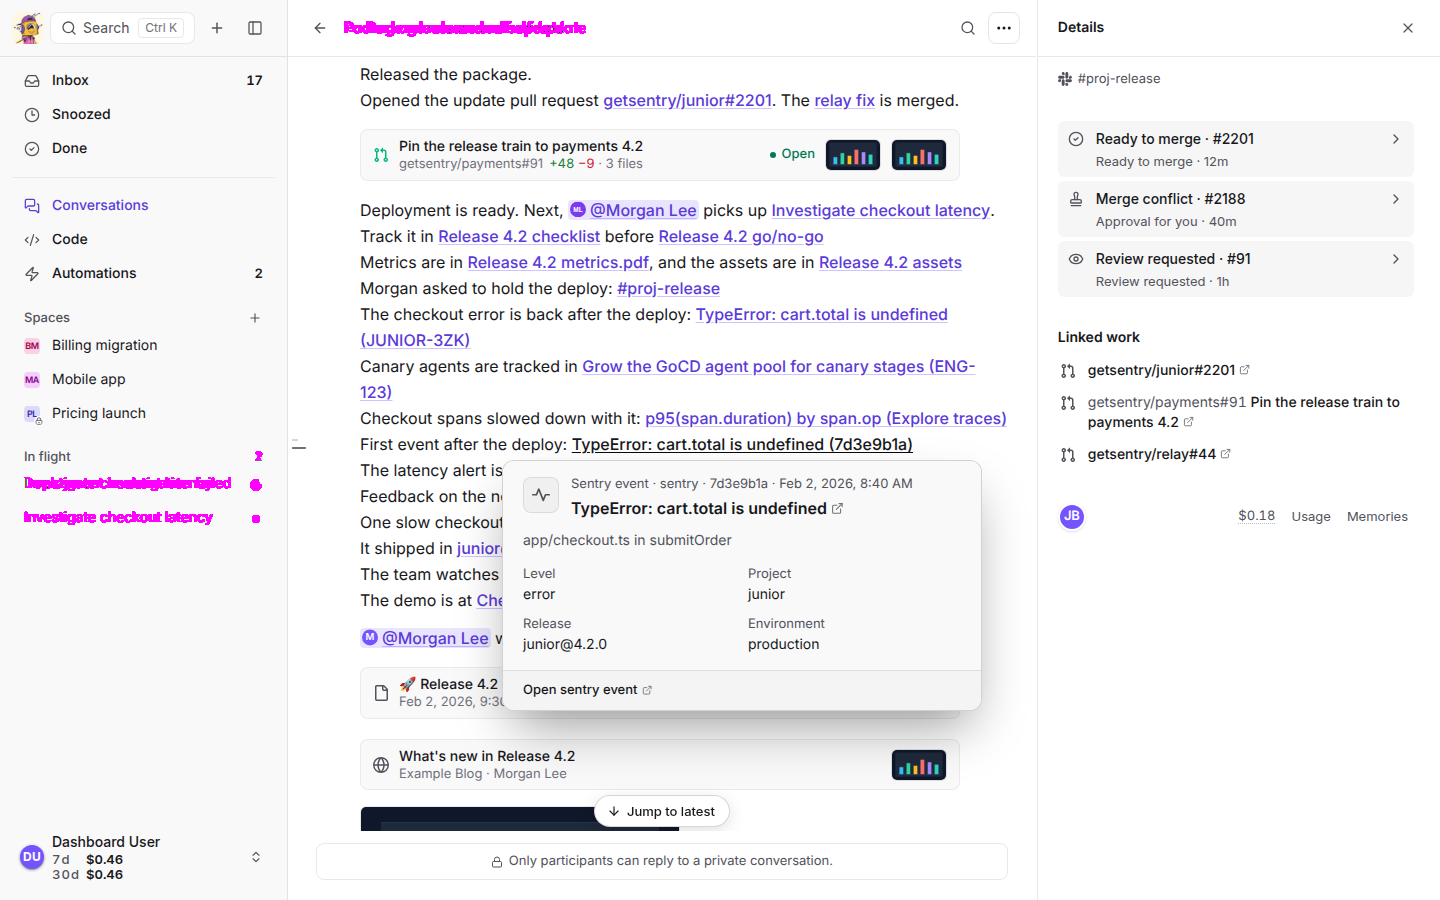 Search Ctrl K
Inbox 17
Snoozed
Done
Conversations
Code
Automations 2
Spaces
BM Billing migration
MA Mobile app
PL Pricing launch
In flight 2
Investigate checkout latency
DU Dashboard User
7d $0.46
30d $0.46
Released the package.
Opened the update pull request getsentry/junior#2201. The relay fix is merged.
Pin the release train to payments 4.2
getsentry/payments#91 +48 −9 · 3 files
Open
Deployment is ready. Next, ML @Morgan Lee picks up Investigate checkout latency.
Track it in Release 4.2 checklist before Release 4.2 go/no-go
Metrics are in Release 4.2 metrics.pdf, and the assets are in Release 4.2 assets
Morgan asked to hold the deploy: #proj-release
The checkout error is back after the deploy: TypeError: cart.total is undefined
(JUNIOR-3ZK)
Canary agents are tracked in Grow the GoCD agent pool for canary stages (ENG-
123)
Checkout spans slowed down with it: p95(span.duration) by span.op (Explore traces)
First event after the deploy: TypeError: cart.total is undefined (7d3e9b1a)
The latency alert is
Feedback on the
One slow checkout
It shipped in junior
The team watches
The demo is at
M @Morgan Lee
🚀 Release 4.2
Feb 2, 2026, 9:30
What's new in Release 4.2
Example Blog · Morgan Lee
Sentry event · sentry · 7d3e9b1a · Feb 2, 2026, 8:40 AM
TypeError: cart.total is undefined
app/checkout.ts in submitOrder
Level
error
Project
junior
Release
junior@4.2.0
Environment
production
Open sentry event
Jump to latest
Only participants can reply to a private conversation.
Details
#proj-release
Ready to merge · #2201
Ready to merge · 12m
Merge conflict · #2188
Approval for you · 40m
Review requested · #91
Review requested · 1h
Linked work
getsentry/junior#2201
getsentry/payments#91 Pin the release train to
payments 4.2
getsentry/relay#44
JB $0.18 Usage Memories